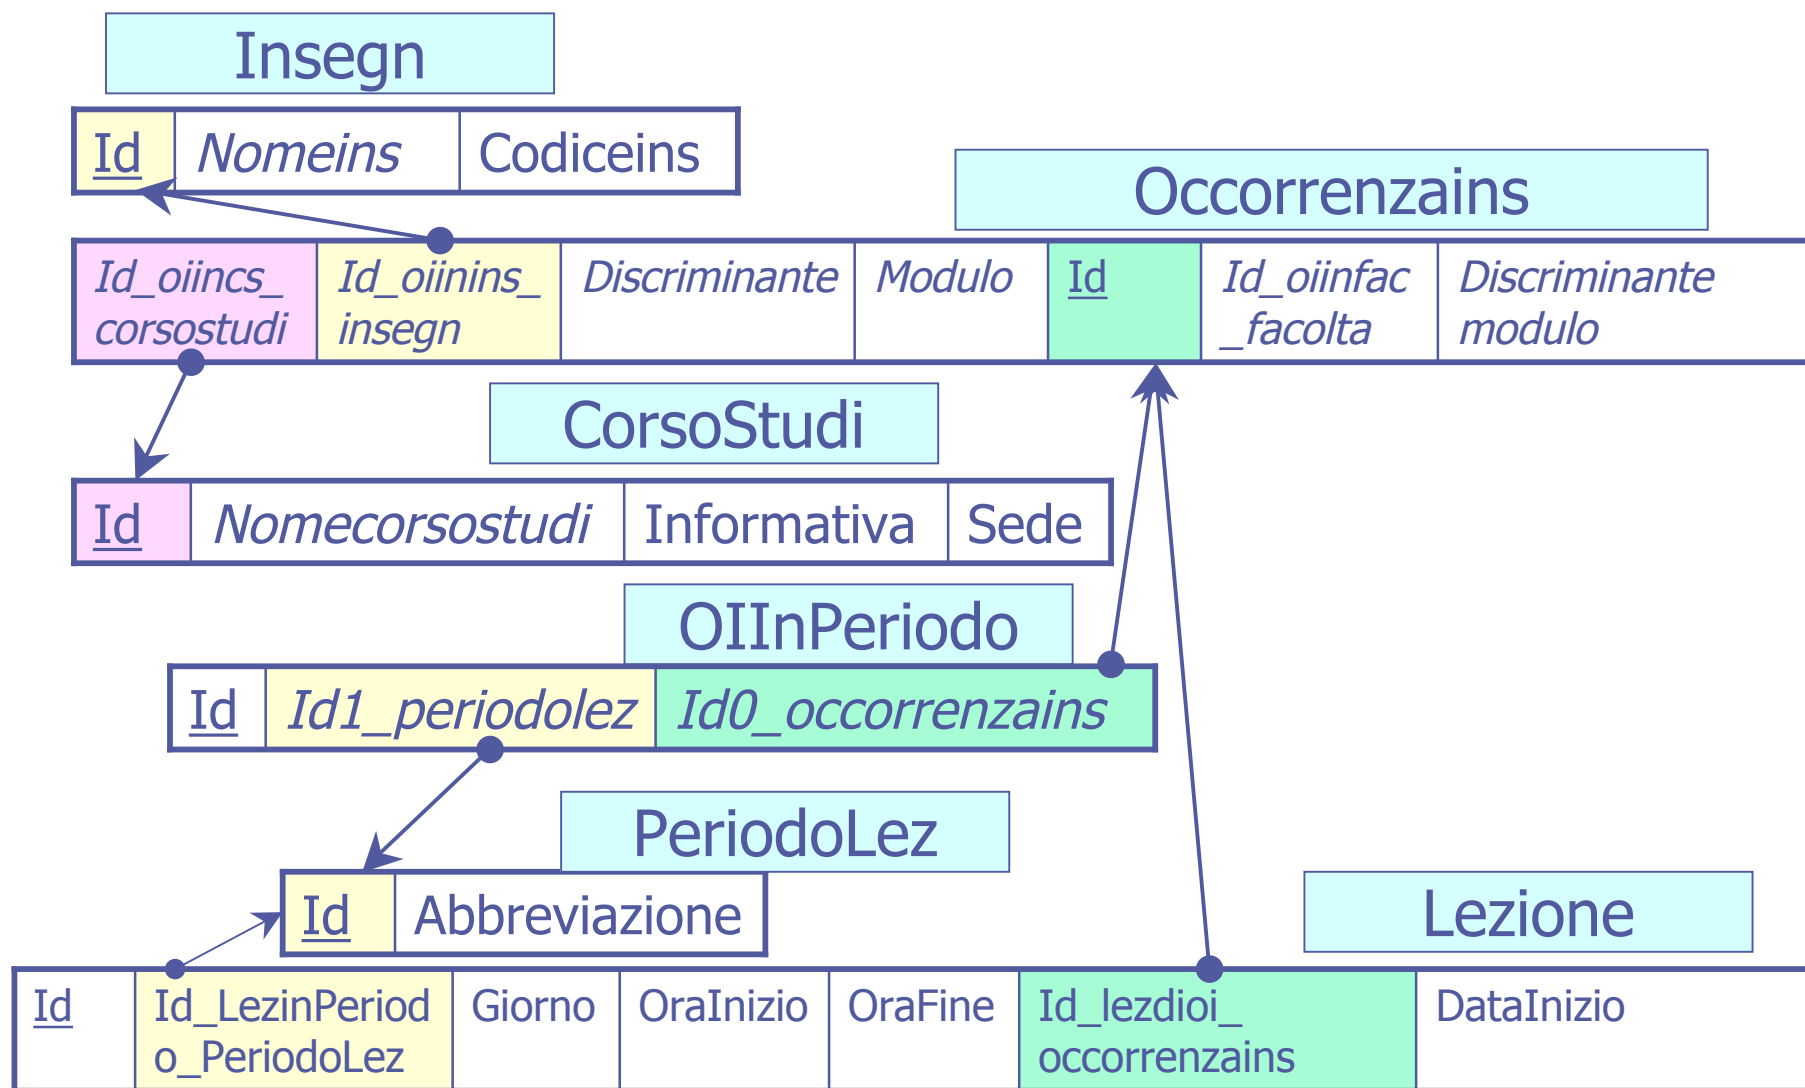 Insegn
Id Nomeins Codiceins
Occorrenzains
Id_oiincs_ Id_oiinins_ Discriminante Modulo Id Id_oiinfac Discriminante
corsostudi insegn _facolta modulo
CorsoStudi
Id Nomecorsostudi Informativa Sede
OIInPeriodo
Id Id1_periodolez Id0_occorrenzains
PeriodoLez
Id Abbreviazione
Lezione
Id Id_LezinPeriod Giorno OraInizio OraFine Id_lezdioi_ DataInizio
o_PeriodoLez occorrenzains